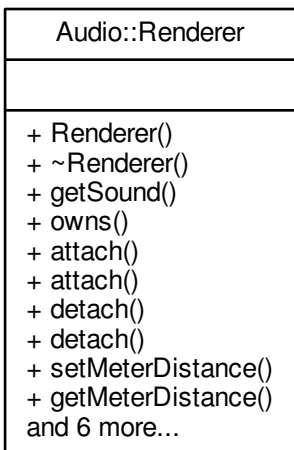 Audio::Renderer
+ Renderer()
+ ~Renderer()
+ getSound()
+ owns()
+ attach()
+ attach()
+ detach()
+ detach()
+ setMeterDistance()
+ getMeterDistance()
and 6 more...